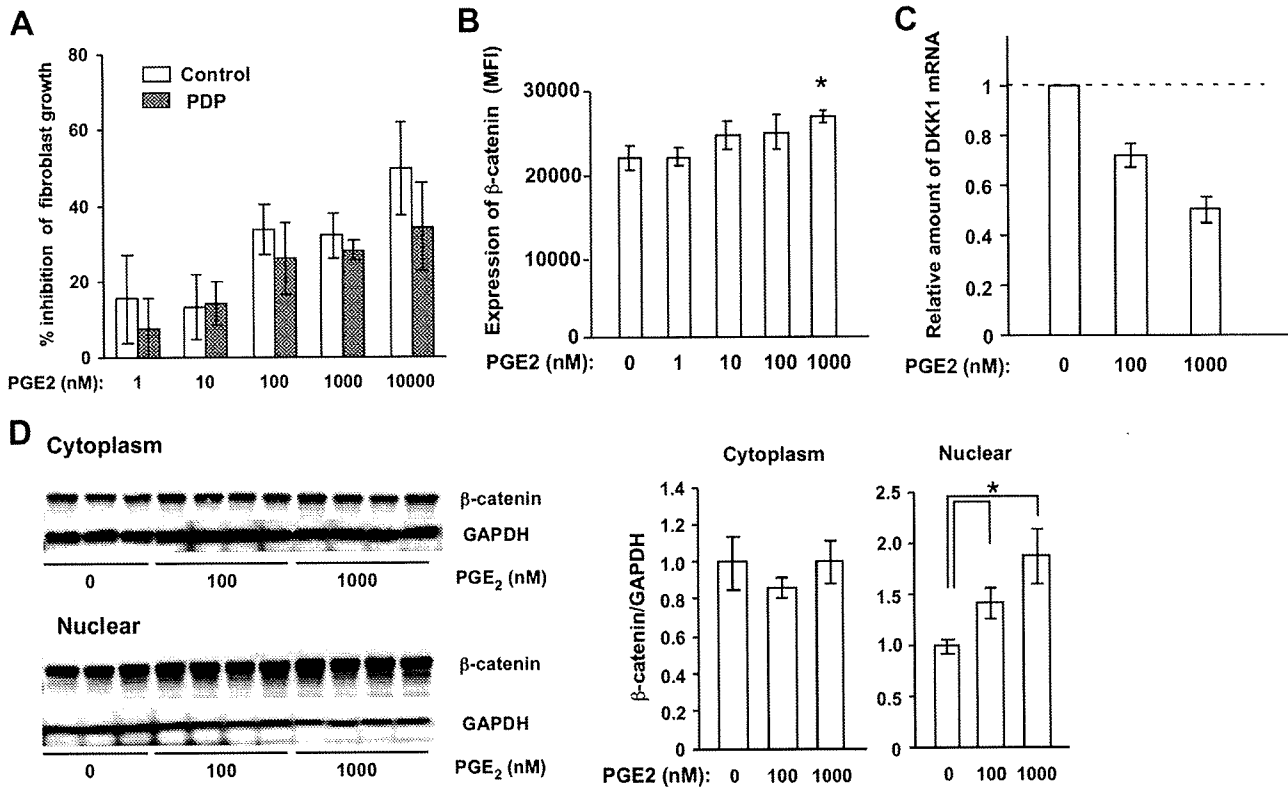 A
80
60
40
20
0
% inhibition of fibroblast growth
Control
PDP
PGE2 (nM): 1 10 100 1000 10000
B
30000
20000
10000
0
Expression of β-catenin (MFI)
*
PGE2 (nM): 0 1 10 100 1000
C
1
0.8
0.6
0.4
0.2
0
Relative amount of DKK1 mRNA
PGE2 (nM): 0 100 1000
D
Cytoplasm
β-catenin
GAPDH
0 100 1000 PGE₂ (nM)
Nuclear
β-catenin
GAPDH
0 100 1000 PGE₂ (nM)
Cytoplasm
1.4
1.2
1.0
0.8
0.6
0.4
0.2
0
β-catenin/GAPDH
PGE2 (nM): 0 100 1000
Nuclear
2.5
2.0
1.5
1.0
0.5
0
*
0 100 1000